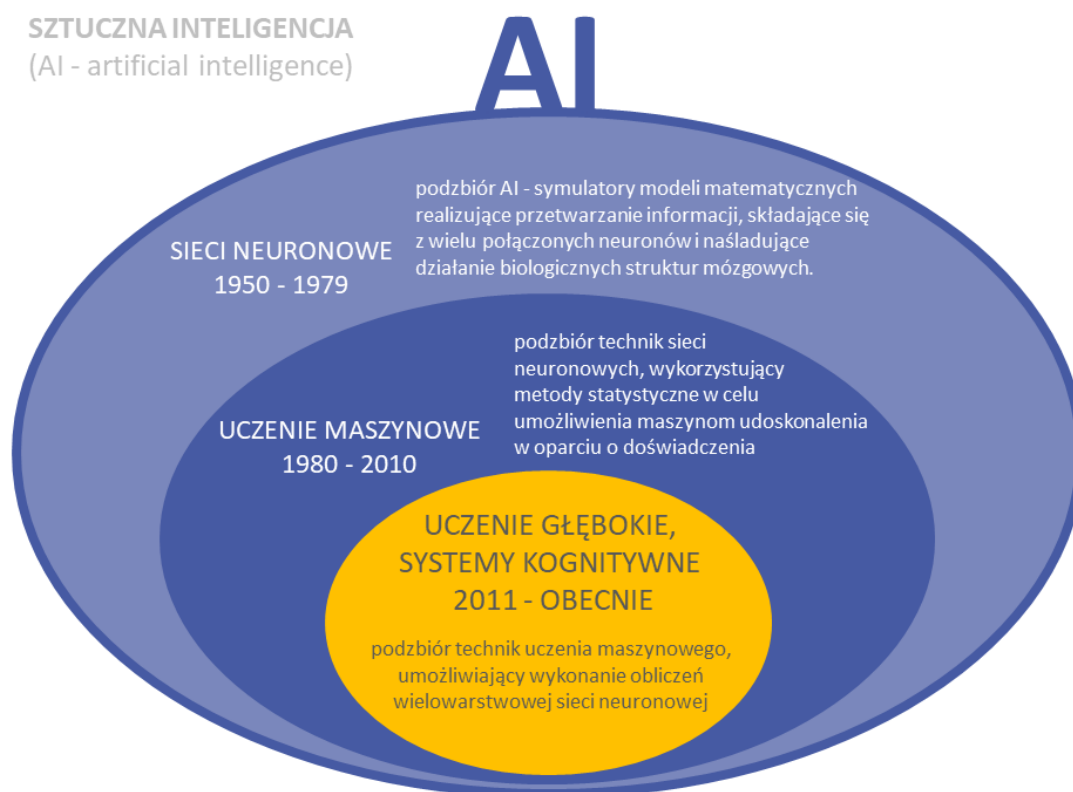 SZTUCZNA INTELIGENCJA
(AI - artificial intelligence)
AI
podzbiór AI - symulatory modeli matematycznych
realizujące przetwarzanie informacji, składające się
z wielu połączonych neuronów i naśladujące
działanie biologicznych struktur mózgowych.
SIECI NEURONOWE
1950 - 1979
podzbiór technik sieci
neuronowych, wykorzystujący
metody statystyczne w celu
umożliwienia maszynom udoskonalenia
w oparciu o doświadczenia
UCZENIE MASZYNOWE
1980 - 2010
UCZENIE GŁĘBOKIE,
SYSTEMY KOGNITYWNE
2011 - OBECNIE
podzbiór technik uczenia maszynowego,
umożliwiający wykonanie obliczeń
wielowarstwowej sieci neuronowej